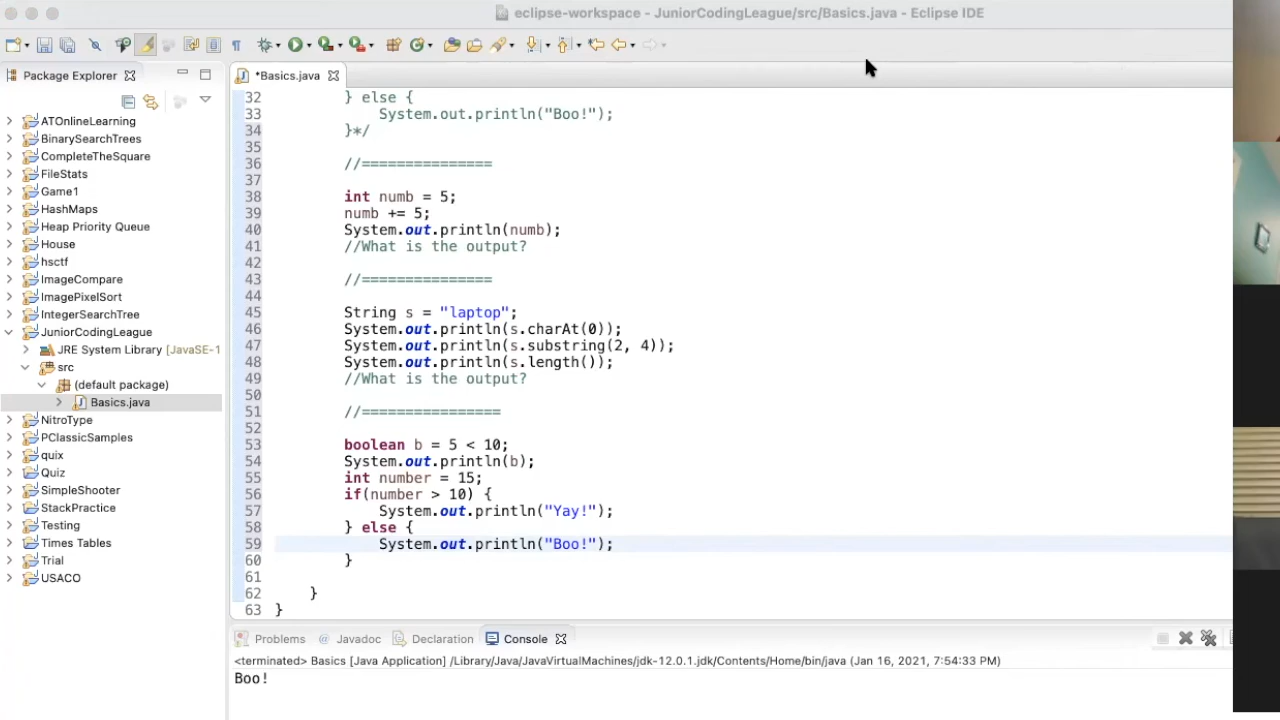 eclipse-workspace - JuniorCodingLeague/src/Basics.java - Eclipse IDE
Package Explorer
*Basics.java
ATOnlineLearning
BinarySearchTrees
CompleteTheSquare
FileStats
Game1
HashMaps
Heap Priority Queue
House
hsctf
ImageCompare
ImagePixelSort
IntegerSearchTree
JuniorCodingLeague
JRE System Library [JavaSE-1
src
(default package)
Basics.java
NitroType
PClassicSamples
quix
Quiz
SimpleShooter
StackPractice
Testing
Times Tables
Trial
USACO
32 } else {
33 System.out.println("Boo!");
34 }*/
35
36 //===============
37
38 int numb = 5;
39 numb += 5;
40 System.out.println(numb);
41 //What is the output?
42
43 //===============
44
45 String s = "laptop";
46 System.out.println(s.charAt(0));
47 System.out.println(s.substring(2, 4));
48 System.out.println(s.length());
49 //What is the output?
50
51 //================
52
53 boolean b = 5 < 10;
54 System.out.println(b);
55 int number = 15;
56 if(number > 10) {
57 System.out.println("Yay!");
58 } else {
59 System.out.println("Boo!");
60 }
61
62 }
63 }
Problems @ Javadoc Declaration Console
<terminated> Basics [Java Application] /Library/Java/JavaVirtualMachines/jdk-12.0.1.jdk/Contents/Home/bin/java (Jan 16, 2021, 7:54:33 PM)
Boo!